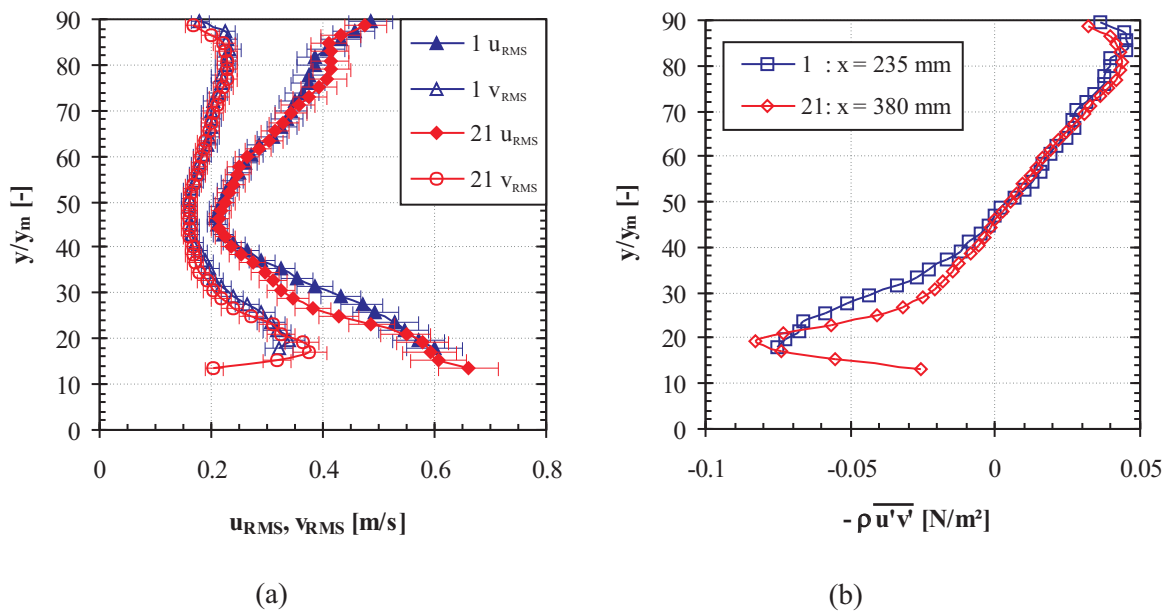 90
80
70
60
50
40
30
20
10
0
y/yₘ [-]
0
0.2
0.4
0.6
0.8
u_RMS, v_RMS [m/s]
1 u_RMS
1 v_RMS
21 u_RMS
21 v_RMS
(a)
90
80
70
60
50
40
30
20
10
0
y/yₘ [-]
-0.1
-0.05
0
0.05
- ρ u'v' [N/m²]
1 : x = 235 mm
21: x = 380 mm
(b)